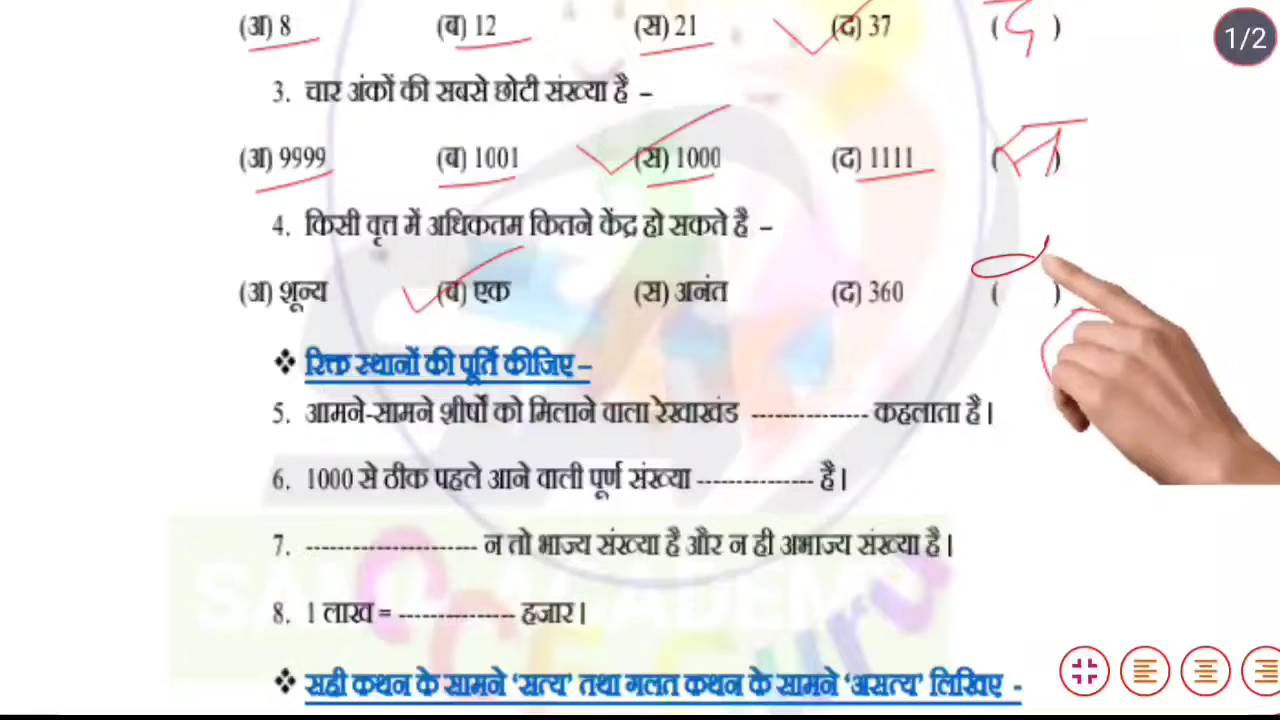 (अ) 8 (ब) 12 (स) 21 (द) 37 ( द )
1/2
3. चार अंकों की सबसे छोटी संख्या है –
(अ) 9999 (ब) 1001 (स) 1000 (द) 1111 ( स )
4. किसी वृत्त में अधिकतम कितने केंद्र हो सकते है –
(अ) शून्य (ब) एक (स) अनंत (द) 360 ( )
❖ रिक्त स्थानों की पूर्ति कीजिए –
5. आमने-सामने शीर्षों को मिलाने वाला रेखाखंड -------------- कहलाता है।
6. 1000 से ठीक पहले आने वाली पूर्ण संख्या -------------- है।
7. --------------------- न तो भाज्य संख्या है और न ही अभाज्य संख्या है।
8. 1 लाख = -------------- हजार।
❖ सही कथन के सामने ‘सत्य’ तथा गलत कथन के सामने ‘असत्य’ लिखिए -